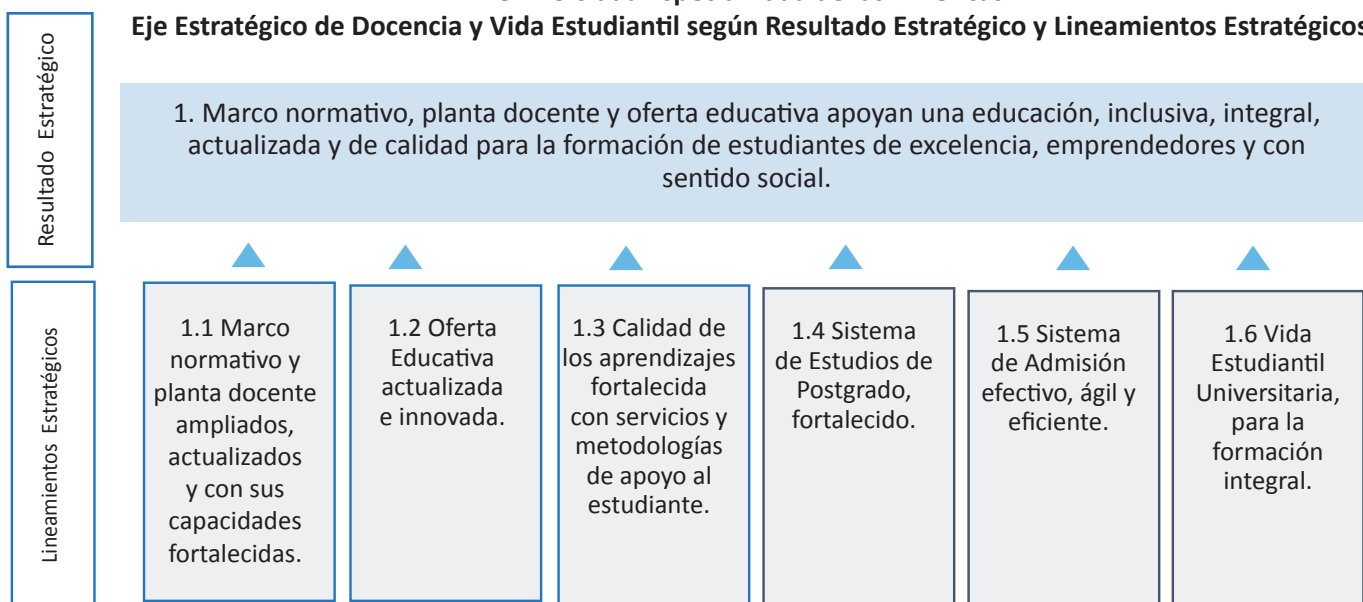 Eje Estratégico de Docencia y Vida Estudiantil según Resultado Estratégico y Lineamientos Estratégicos
Resultado Estratégico
1. Marco normativo, planta docente y oferta educativa apoyan una educación, inclusiva, integral,
actualizada y de calidad para la formación de estudiantes de excelencia, emprendedores y con
sentido social.
Lineamientos Estratégicos
1.1 Marco
normativo y
planta docente
ampliados,
actualizados
y con sus
capacidades
fortalecidas.
1.2 Oferta
Educativa
actualizada
e innovada.
1.3 Calidad de
los aprendizajes
fortalecida
con servicios y
metodologías
de apoyo al
estudiante.
1.4 Sistema
de Estudios de
Postgrado,
fortalecido.
1.5 Sistema
de Admisión
efectivo, ágil y
eficiente.
1.6 Vida
Estudiantil
Universitaria,
para la
formación
integral.